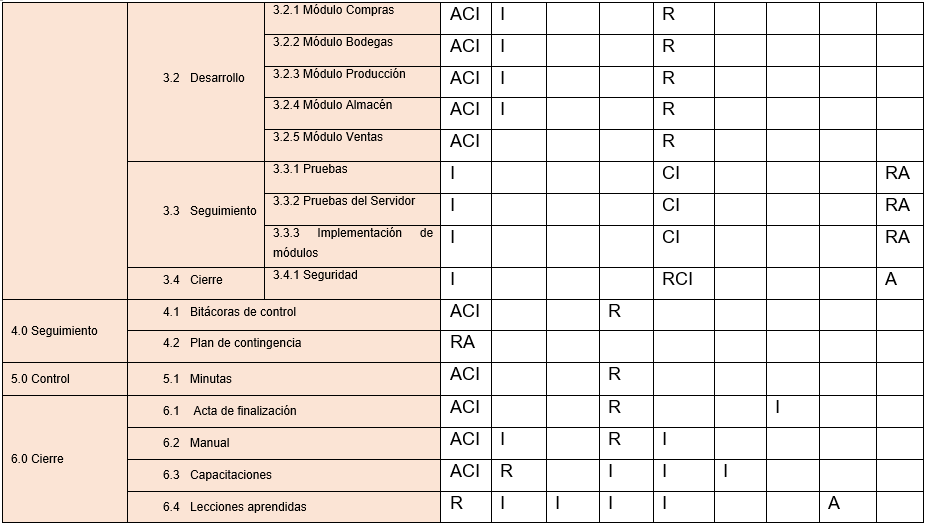 3.2.1 Módulo Compras ACI I R
3.2.2 Módulo Bodegas ACI I R
3.2 Desarrollo 3.2.3 Módulo Producción ACI I R
3.2.4 Módulo Almacén ACI I R
3.2.5 Módulo Ventas ACI R
3.3.1 Pruebas I CI RA
3.3 Seguimiento 3.3.2 Pruebas del Servidor I CI RA
3.3.3 Implementación de I CI RA
módulos
3.4 Cierre 3.4.1 Seguridad I RCI A
4.0 Seguimiento 4.1 Bitácoras de control ACI R
4.2 Plan de contingencia RA
5.0 Control 5.1 Minutas ACI R
6.0 Cierre 6.1 Acta de finalización ACI R I
6.2 Manual ACI I R I
6.3 Capacitaciones ACI R I I I
6.4 Lecciones aprendidas R I I I I A